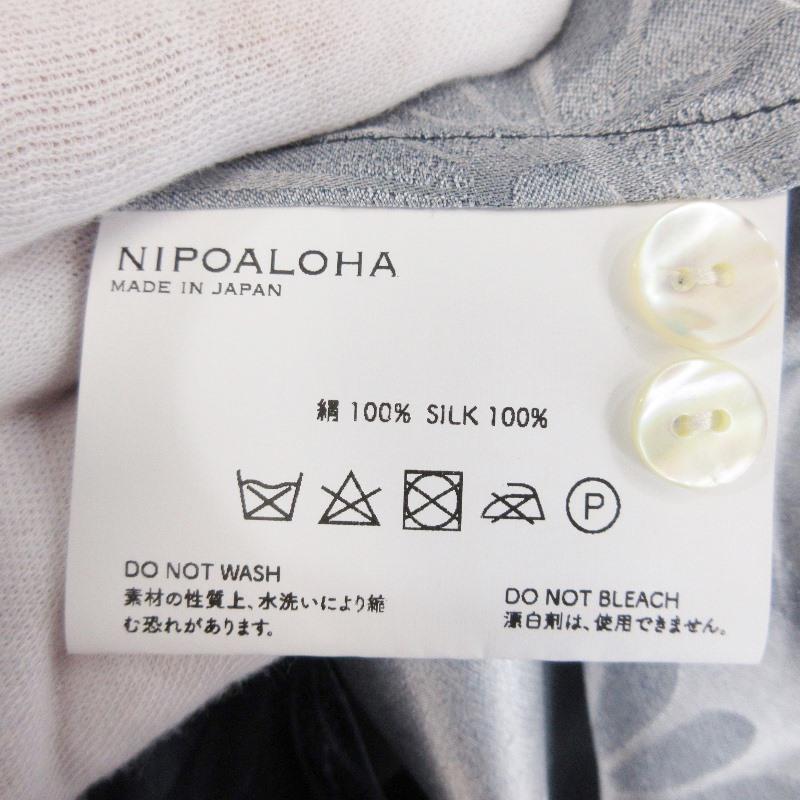 NIPOALOHA
MADE IN JAPAN
絹 100% SILK 100%
P
DO NOT WASH
素材の性質上、水洗いにより縮
む恐れがあります。
DO NOT BLEACH
漂白剤は、使用できません。